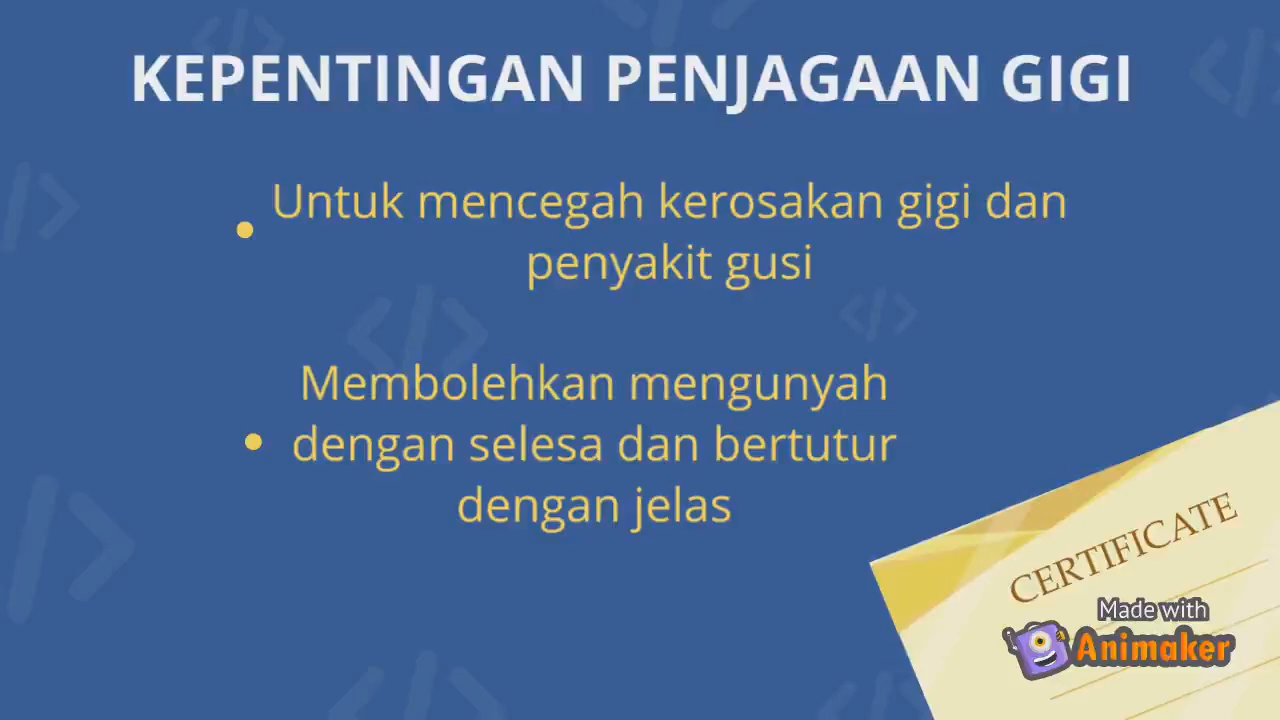 KEPENTINGAN PENJAGAAN GIGI
Untuk mencegah kerosakan gigi dan
penyakit gusi
Membolehkan mengunyah
dengan selesa dan bertutur
dengan jelas
CERTIFICATE
Made with
Animaker